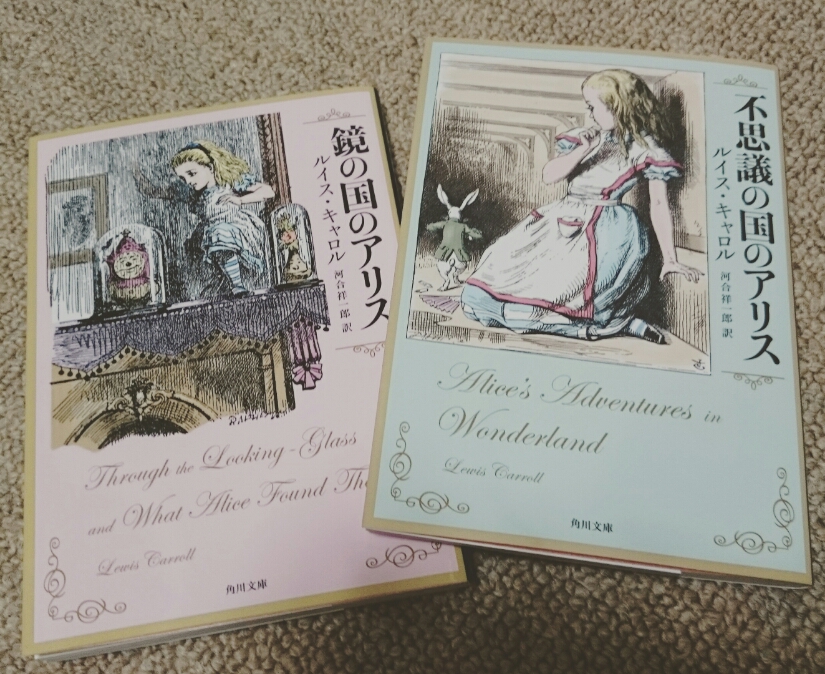 鏡の国のアリス
ルイス・キャロル
河合祥一郎 訳
Through the Looking-Glass
and What Alice Found
Lewis Carroll
角川文庫
不思議の国のアリス
ルイス・キャロル
河合祥一郎 訳
Alice's Adventures in
Wonderland
Lewis Carroll
角川文庫